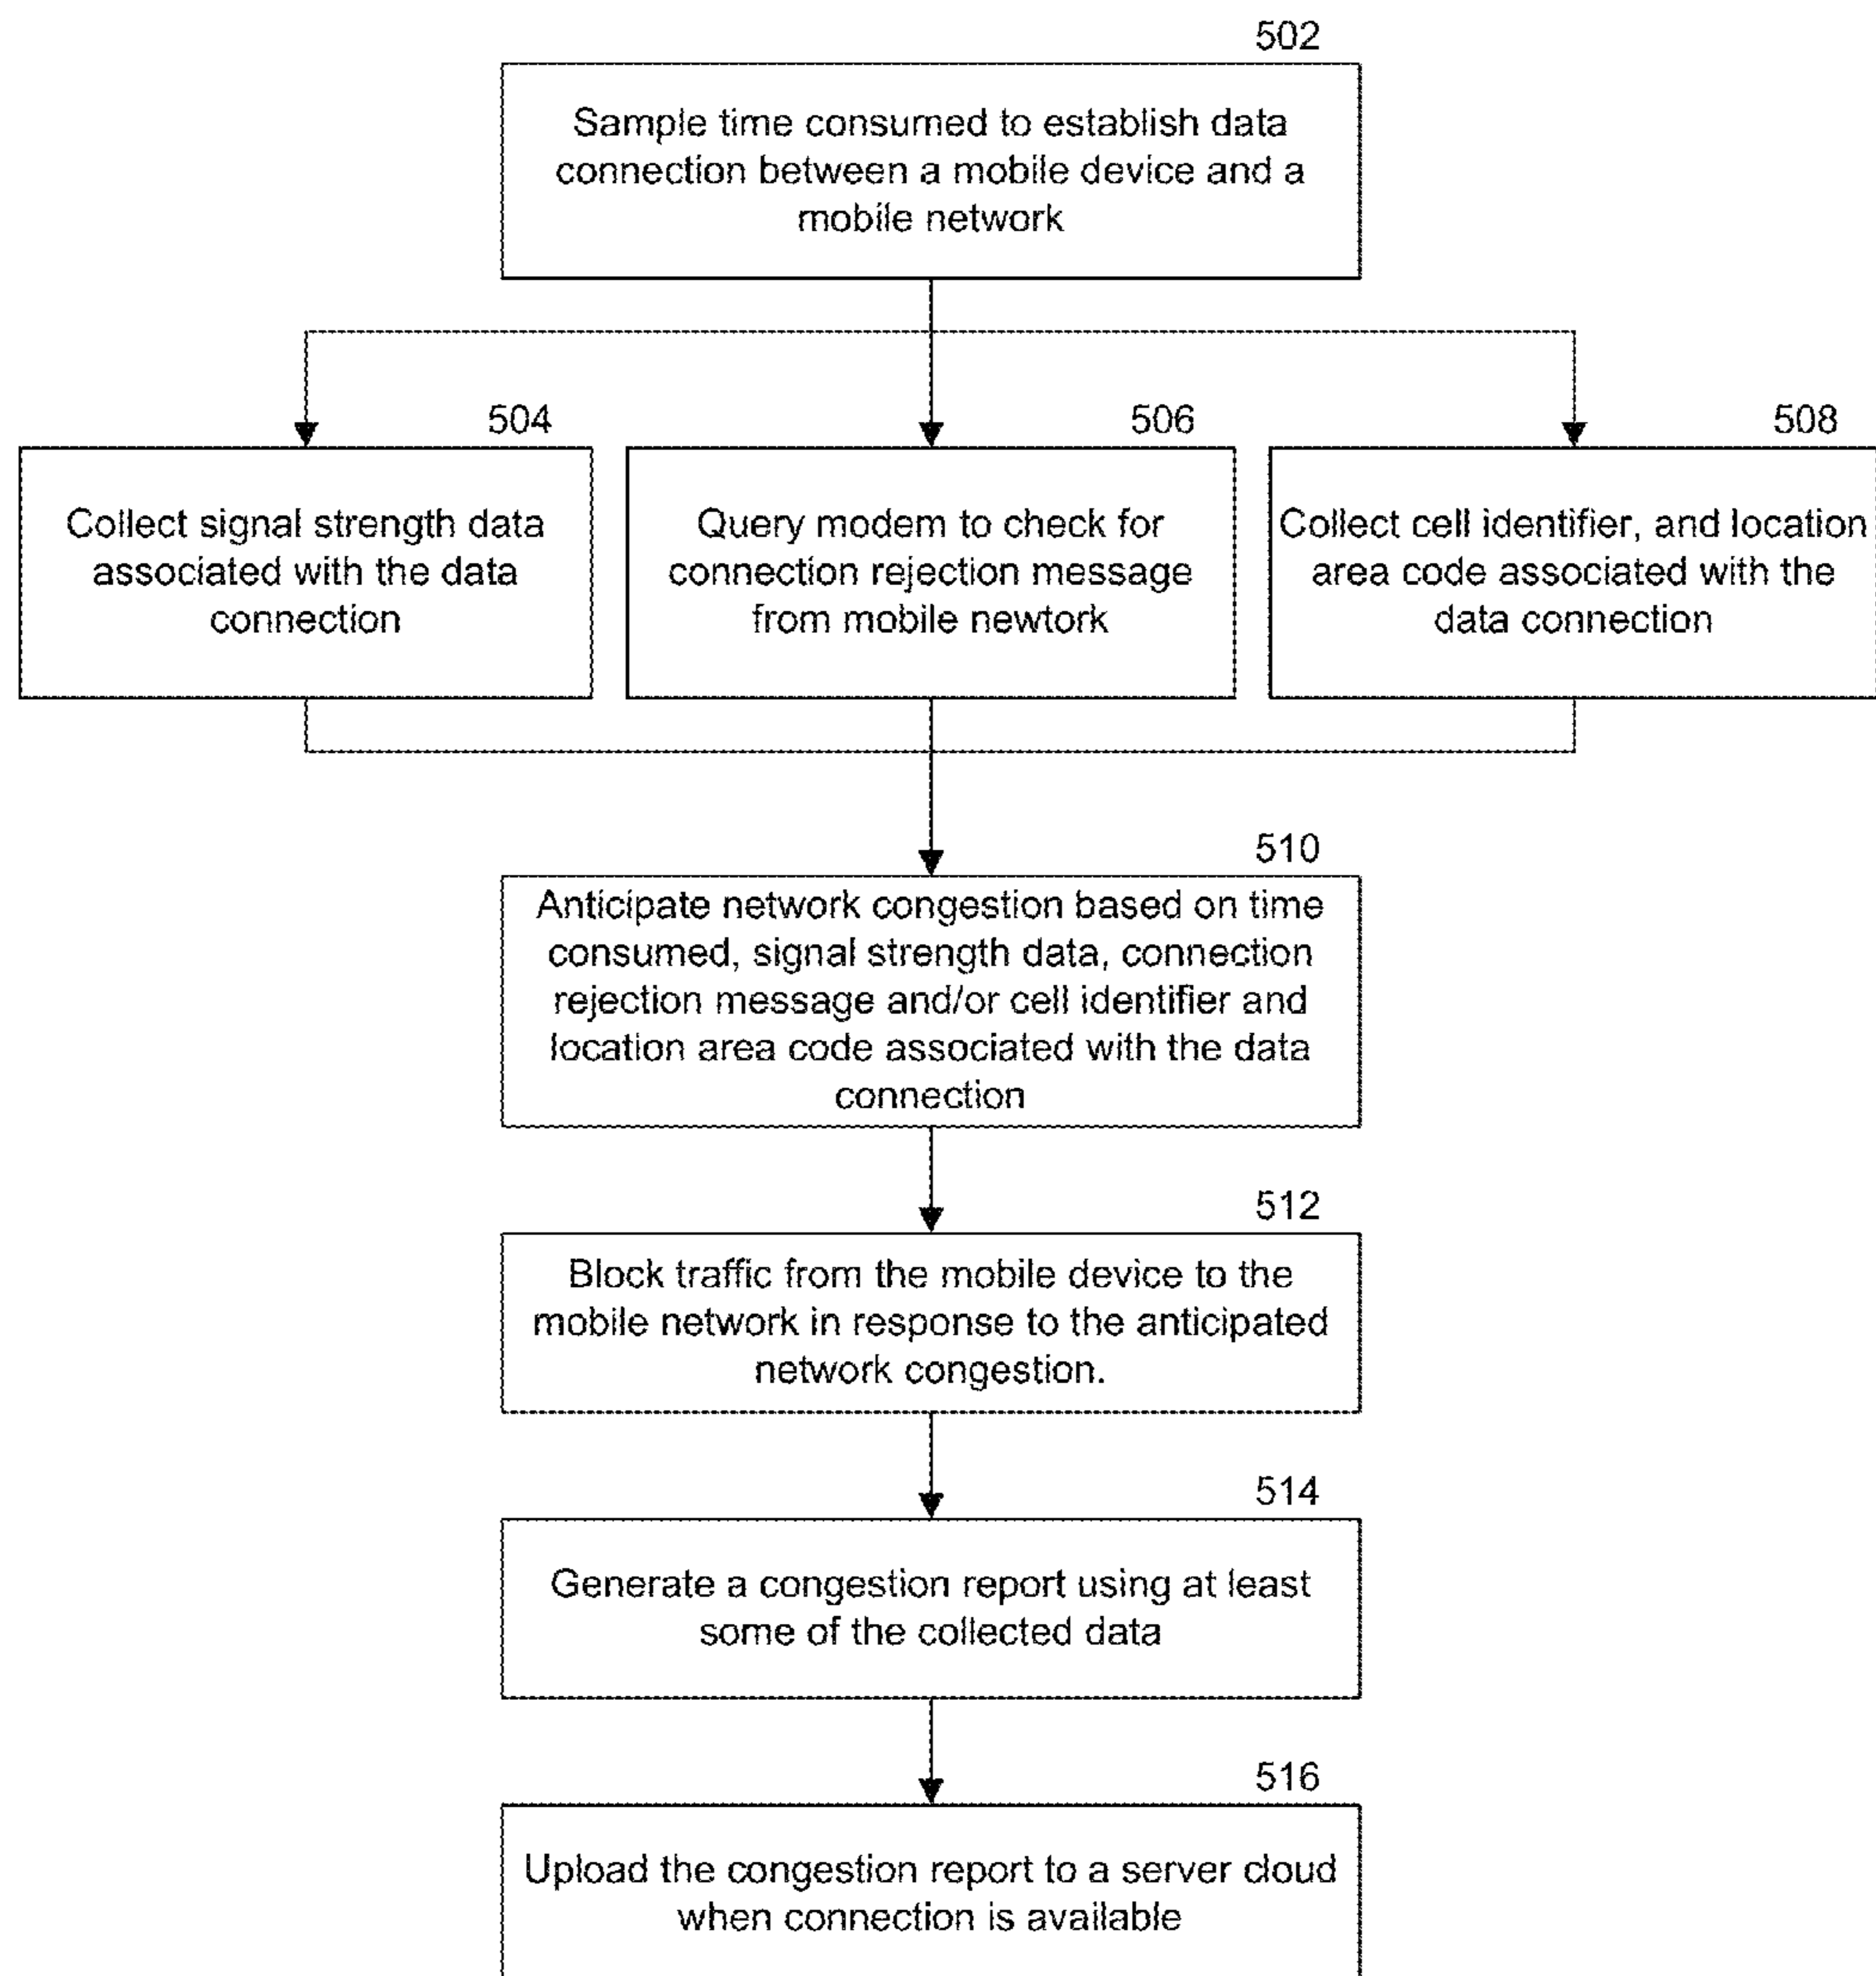 502
Sample time consumed to establish data
connection between a mobile device and a
mobile network
504
Collect signal strength data
associated with the data
connection
506
Query modem to check for
connection rejection message
from mobile newtork
508
Collect cell identifier, and location
area code associated with the
data connection
510
Anticipate network congestion based on time
consumed, signal strength data, connection
rejection message and/or cell identifier and
location area code associated with the data
connection
512
Block traffic from the mobile device to the
mobile network in response to the anticipated
network congestion.
514
Generate a congestion report using at least
some of the collected data
516
Upload the congestion report to a server cloud
when connection is available